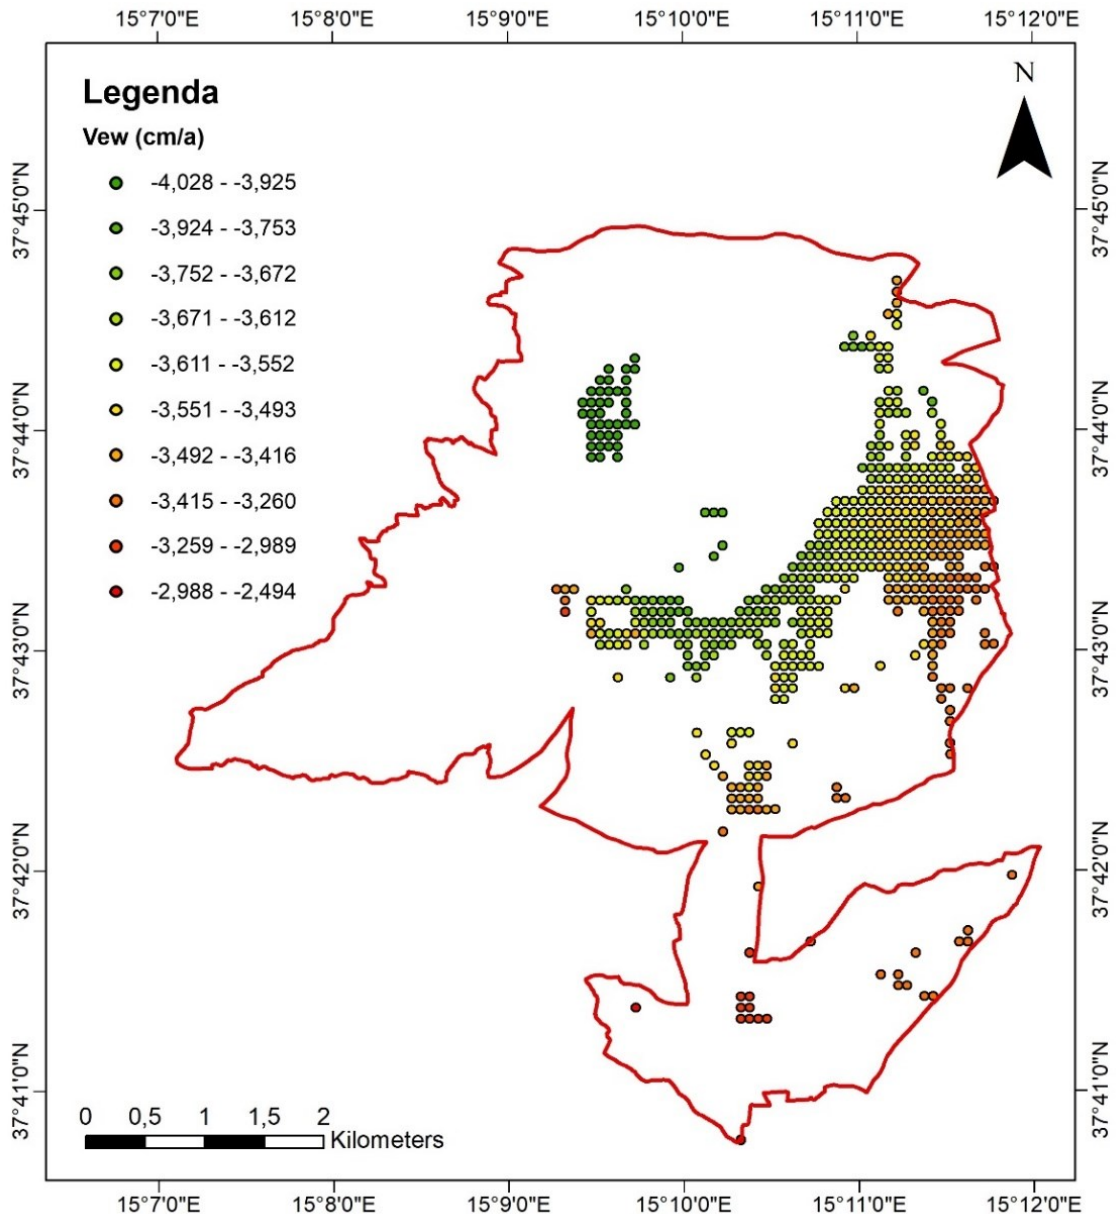 15°7'0"E 15°8'0"E 15°9'0"E 15°10'0"E 15°11'0"E 15°12'0"E
N
Legenda
Vew (cm/a)
-4,028 - -3,925
-3,924 - -3,753
-3,752 - -3,672
-3,671 - -3,612
-3,611 - -3,552
-3,551 - -3,493
-3,492 - -3,416
-3,415 - -3,260
-3,259 - -2,989
-2,988 - -2,494
37°45'0"N 37°45'0"N
37°44'0"N 37°44'0"N
37°43'0"N 37°43'0"N
37°42'0"N 37°42'0"N
37°41'0"N 37°41'0"N
0 0,5 1 1,5 2
Kilometers
15°7'0"E 15°8'0"E 15°9'0"E 15°10'0"E 15°11'0"E 15°12'0"E